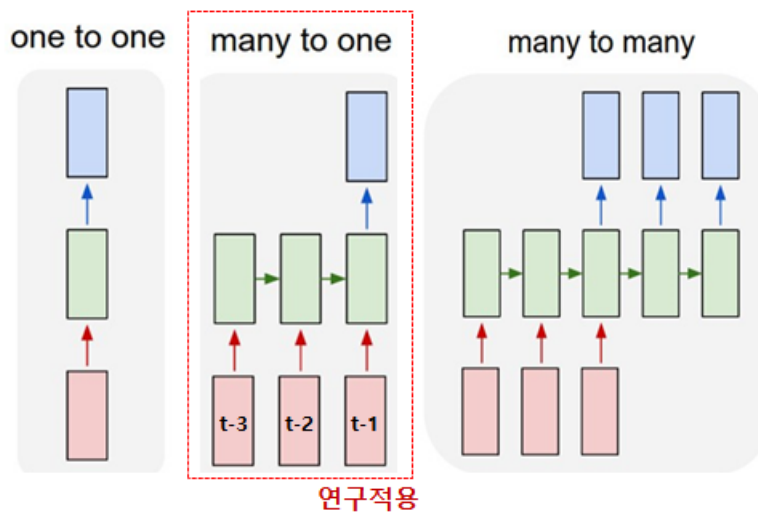 one to one
many to one
many to many
t-3
t-2
t-1
연구적용